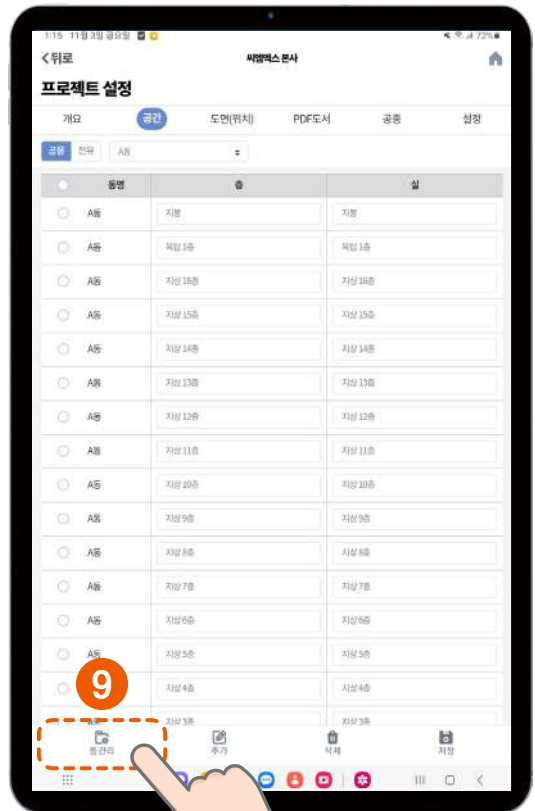 1:15 11월 3일 금요일
72%
뒤로
씨엠엑스 본사
프로젝트 설정
개요 공간 도면(위치) PDF도서 공종 설정
공용 전유 A동
동명 층 실
A동 지붕 지붕
A동 옥탑 1층 옥탑 1층
A동 지상 16층 지상 16층
A동 지상 15층 지상 15층
A동 지상 14층 지상 14층
A동 지상 13층 지상 13층
A동 지상 12층 지상 12층
A동 지상 11층 지상 11층
A동 지상 10층 지상 10층
A동 지상 9층 지상 9층
A동 지상 8층 지상 8층
A동 지상 7층 지상 7층
A동 지상 6층 지상 6층
A동 지상 5층 지상 5층
지상 4층 지상 4층
9
A동 지상 3층 지상 3층
동관리 추가 삭제 저장